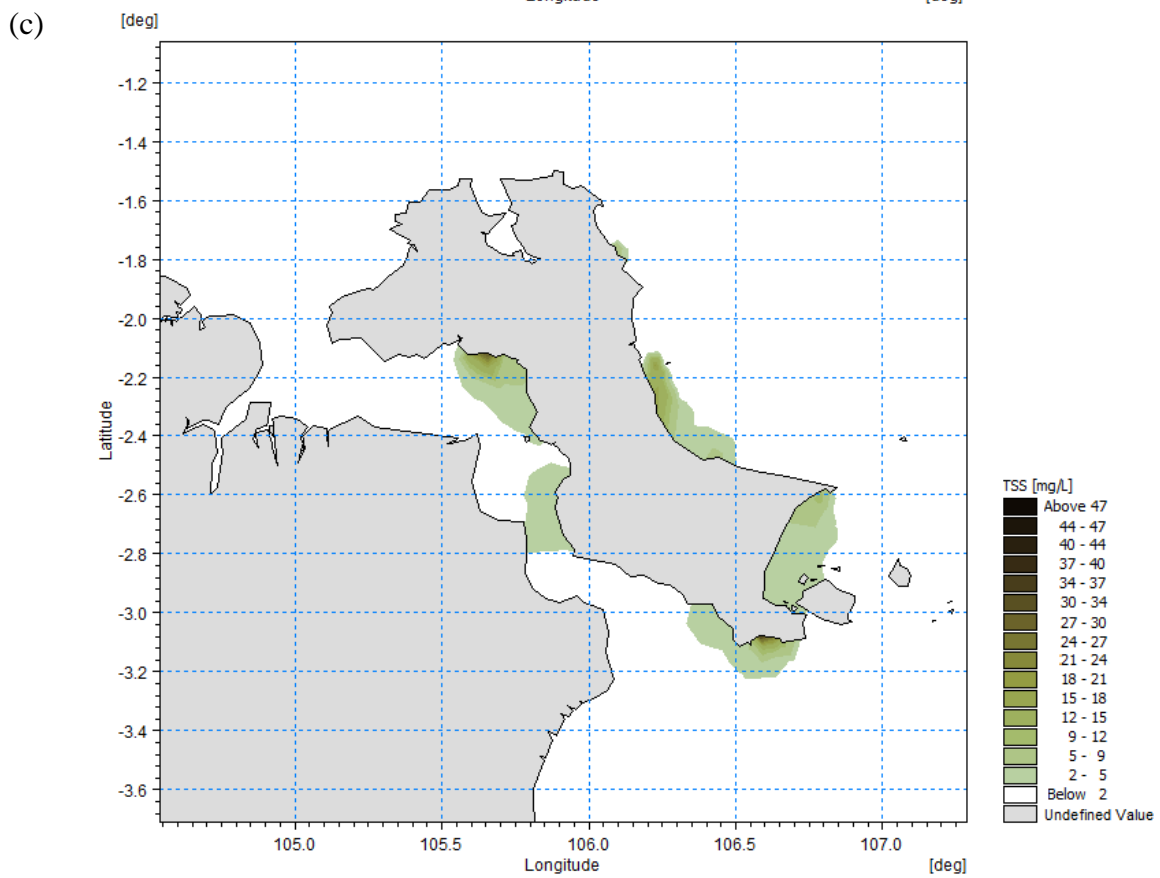 Longitude [deg]
(c)
[deg]
-1.2
-1.4
-1.6
-1.8
-2.0
-2.2
-2.4
-2.6
-2.8
-3.0
-3.2
-3.4
-3.6
Latitude
105.0 105.5 106.0 106.5 107.0
Longitude [deg]
TSS [mg/L]
Above 47
44 - 47
40 - 44
37 - 40
34 - 37
30 - 34
27 - 30
24 - 27
21 - 24
18 - 21
15 - 18
12 - 15
9 - 12
5 - 9
2 - 5
Below 2
Undefined Value